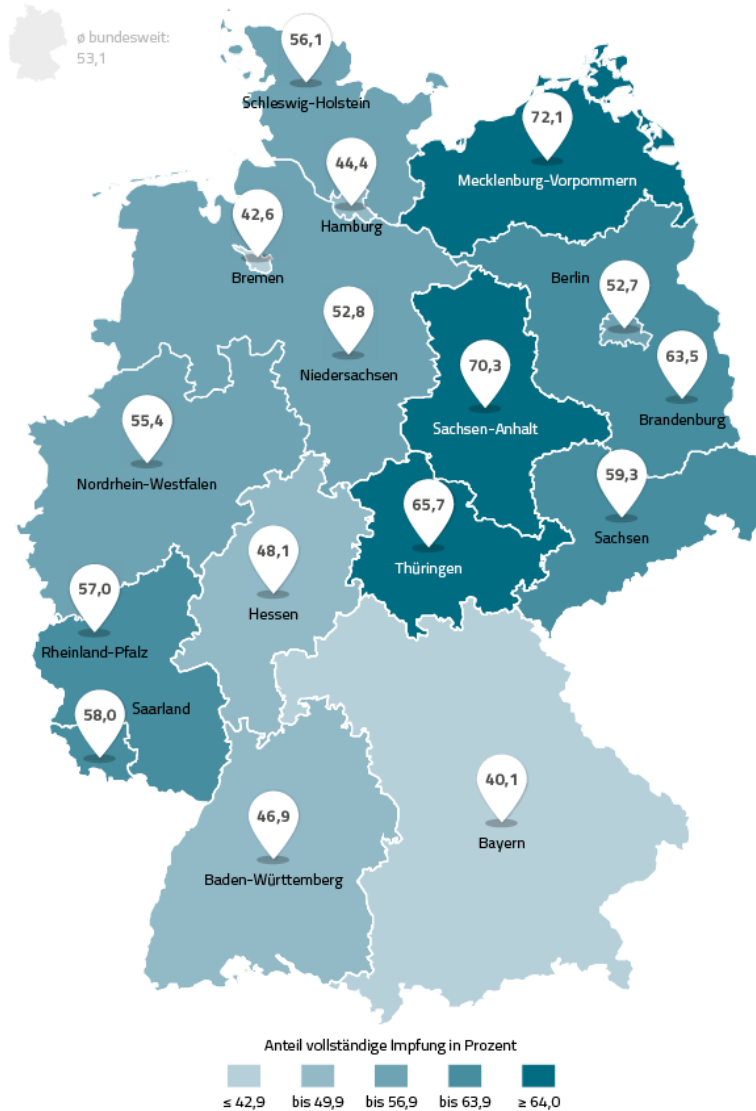 ø bundesweit:
53,1
56,1
Schleswig-Holstein
72,1
Mecklenburg-Vorpommern
44,4
Hamburg
42,6
Bremen
Berlin
52,7
52,8
Niedersachsen
63,5
Brandenburg
70,3
Sachsen-Anhalt
55,4
Nordrhein-Westfalen
59,3
Sachsen
65,7
Thüringen
48,1
Hessen
57,0
Rheinland-Pfalz
Saarland
58,0
40,1
Bayern
46,9
Baden-Württemberg
Anteil vollständige Impfung in Prozent
≤ 42,9 bis 49,9 bis 56,9 bis 63,9 ≥ 64,0